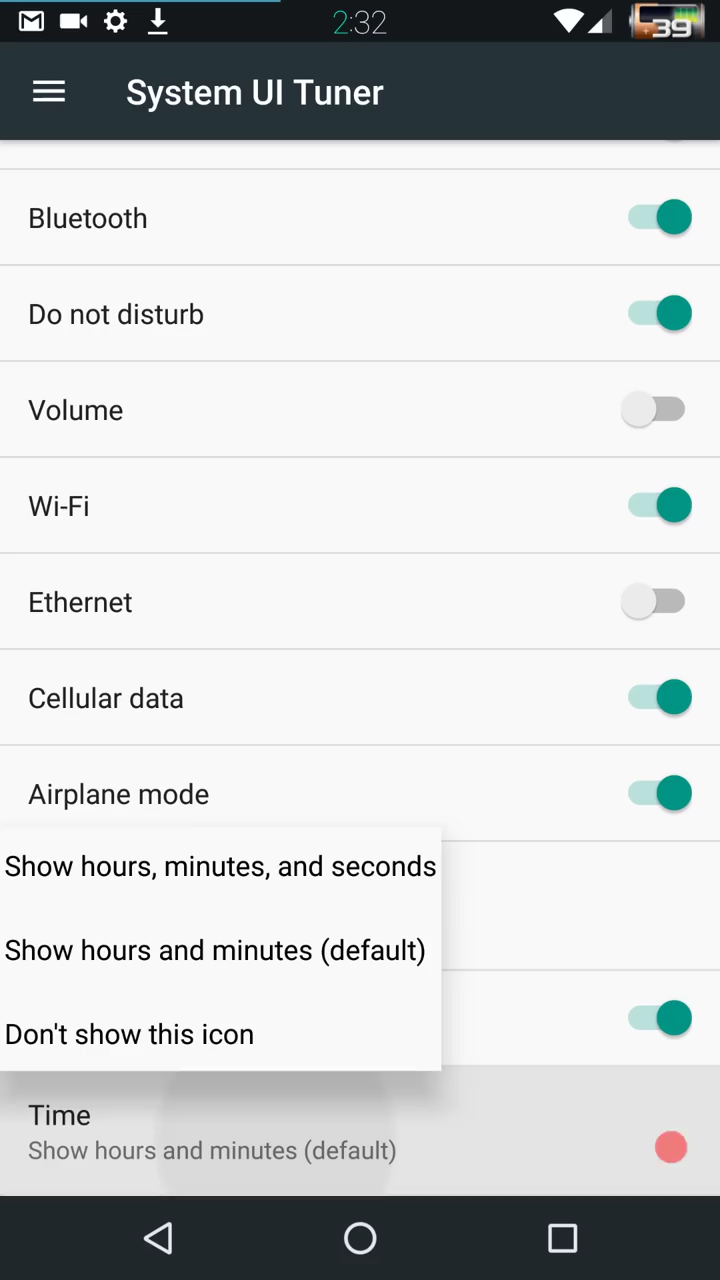 2:32
39
System UI Tuner
Bluetooth
Do not disturb
Volume
Wi-Fi
Ethernet
Cellular data
Airplane mode
Show hours, minutes, and seconds
Show hours and minutes (default)
Don't show this icon
Time
Show hours and minutes (default)